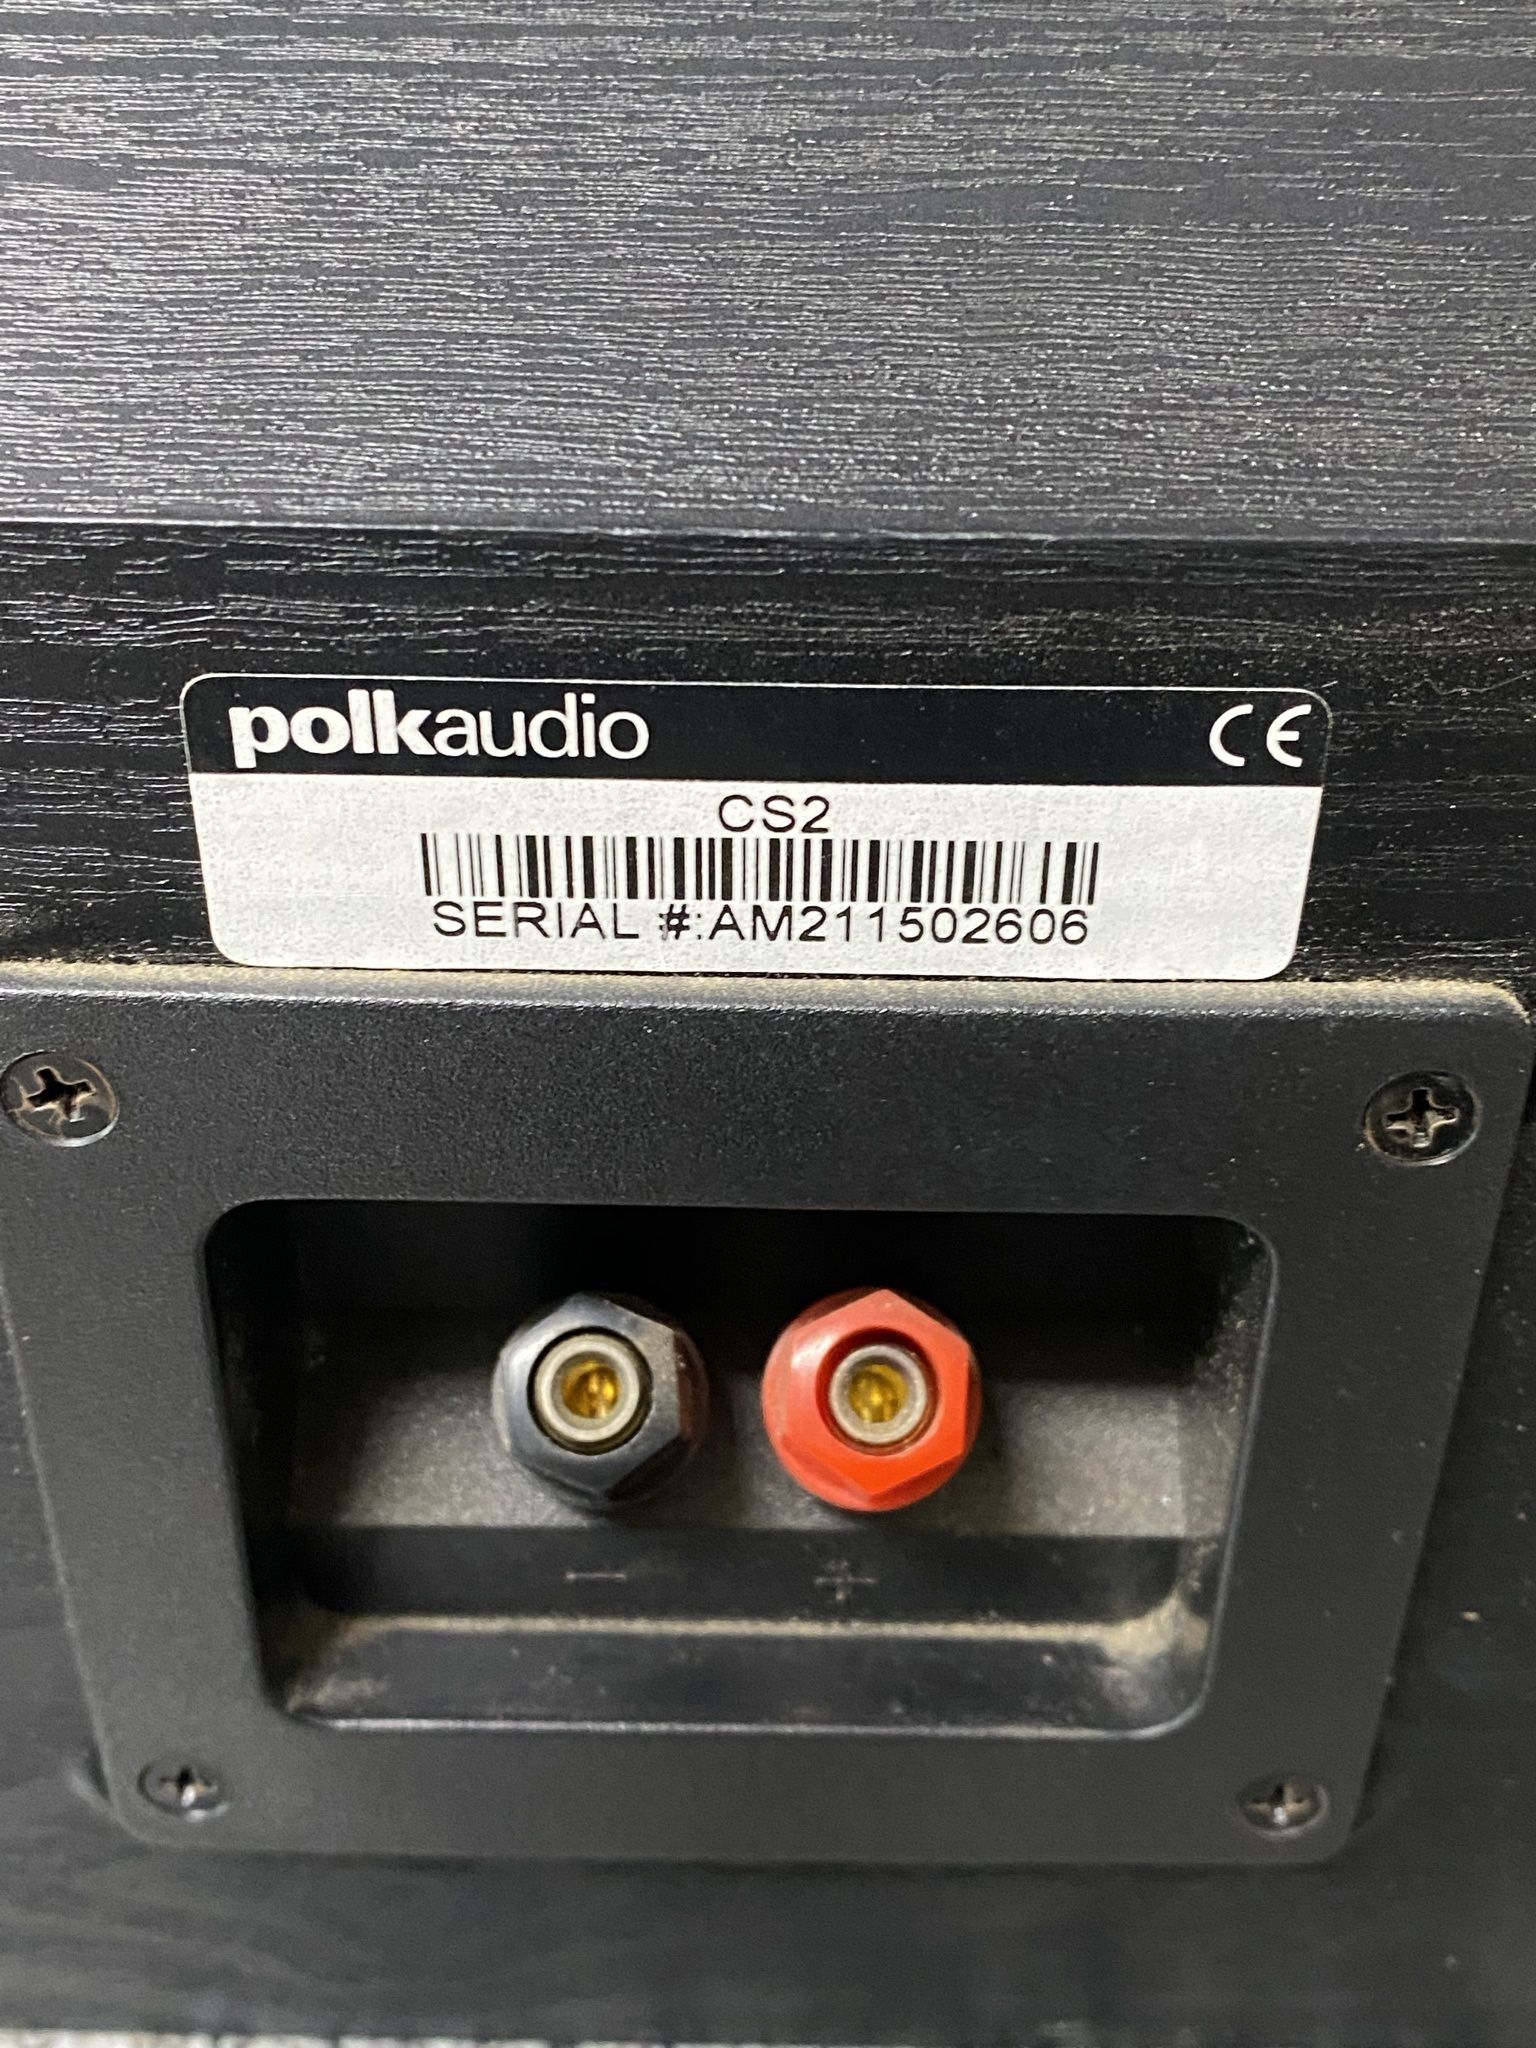 polkaudio CE
CS2
SERIAL #:AM211502606
− +